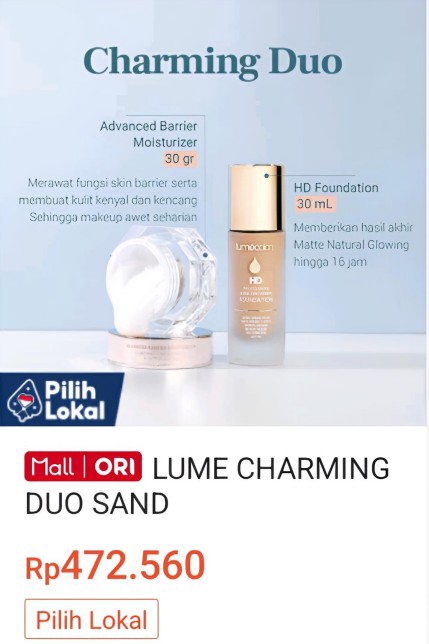 Charming Duo
Advanced Barrier
Moisturizer
30 gr
Merawat fungsi skin barrier serta
membuat kulit kenyal dan kencang
Sehingga makeup awet seharian
HD Foundation
30 mL
Memberikan hasil akhir
Matte Natural Glowing
hingga 16 jam
lumecolors
HD
FOUNDATION
Pilih
Lokal
Mall | ORI LUME CHARMING
DUO SAND
Rp472.560
Pilih Lokal